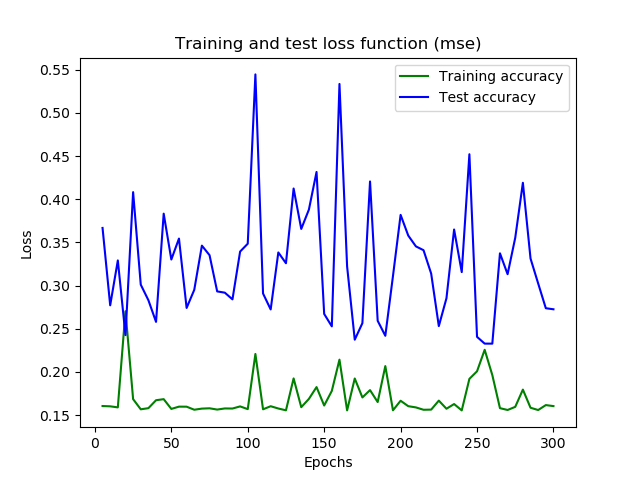 Training and test loss function (mse)
Training accuracy
Test accuracy
Loss
0.55
0.50
0.45
0.40
0.35
0.30
0.25
0.20
0.15
0 50 100 150 200 250 300
Epochs